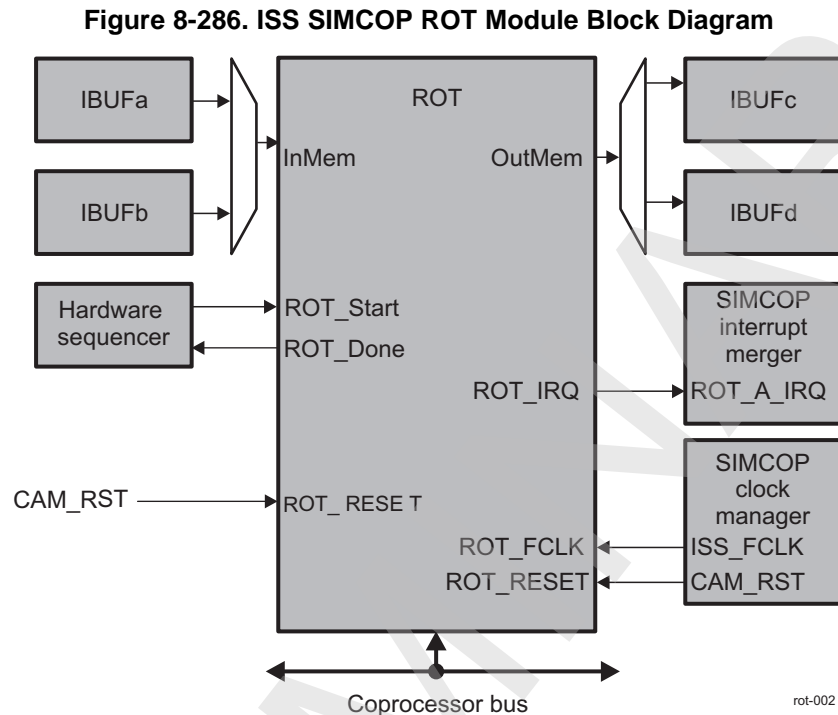 Figure 8-286. ISS SIMCOP ROT Module Block Diagram
IBUFa
ROT
IBUFc
InMem
OutMem
IBUFb
IBUFd
Hardware
sequencer
ROT_Start
ROT_Done
SIMCOP
interrupt
merger
ROT_IRQ
ROT_A_IRQ
CAM_RST
ROT_ RESE T
SIMCOP
clock
manager
ROT_FCLK
ISS_FCLK
ROT_RESET
CAM_RST
Coprocessor bus
rot-002